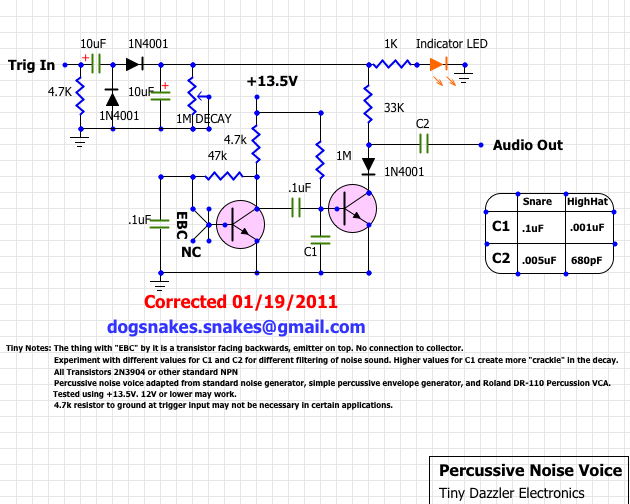 10uF
1N4001
1K
Indicator LED
Trig In
+
+
+13.5V
4.7K
10uF
1N4001
1M DECAY
33K
4.7k
C2
Audio Out
47k
1M
1N4001
.1uF
.1uF
EBC
NC
C1
Snare HighHat
C1 .1uF .001uF
C2 .005uF 680pF
Corrected 01/19/2011
dogsnakes.snakes@gmail.com
Tiny Notes: The thing with "EBC" by it is a transistor facing backwards, emitter on top. No connection to collector.
Experiment with different values for C1 and C2 for different filtering of noise sound. Higher values for C1 create more "crackle" in the decay.
All Transistors 2N3904 or other standard NPN
Percussive noise voice adapted from standard noise generator, simple percussive envelope generator, and Roland DR-110 Percussion VCA.
Tested using +13.5V. 12V or lower may work.
4.7k resistor to ground at trigger input may not be necessary in certain applications.
Percussive Noise Voice
Tiny Dazzler Electronics